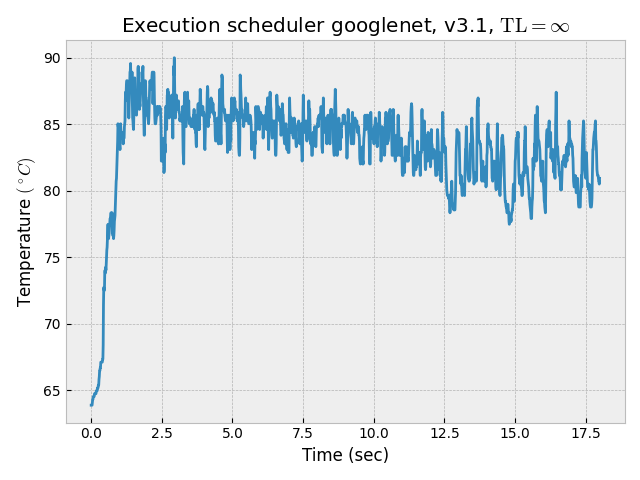 Execution scheduler googlenet, v3.1, TL = ∞
90
85
80
75
70
65
Temperature (°C)
0.0 2.5 5.0 7.5 10.0 12.5 15.0 17.5
Time (sec)